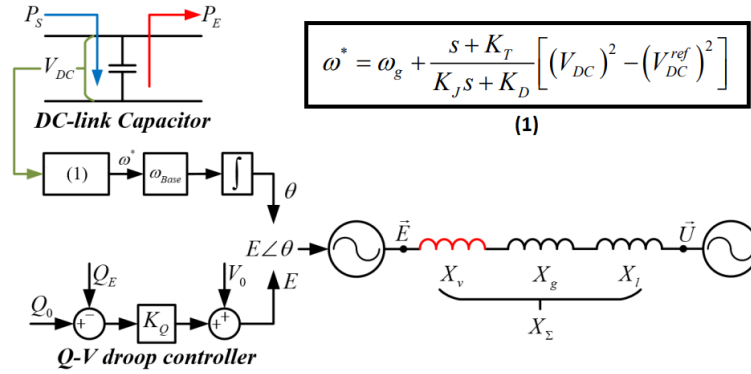 P_S
P_E
V_DC
DC-link Capacitor
ω* = ω_g + (s + K_T)/(K_J s + K_D) [(V_DC)^2 − (V_DC^ref)^2]
(1)
(1)
ω*
ω_Base
∫
θ
E∠θ
E
Q_E
V_0
Q_0
+
−
K_Q
+
+
Q-V droop controller
E⃗
U⃗
X_v
X_g
X_l
X_Σ